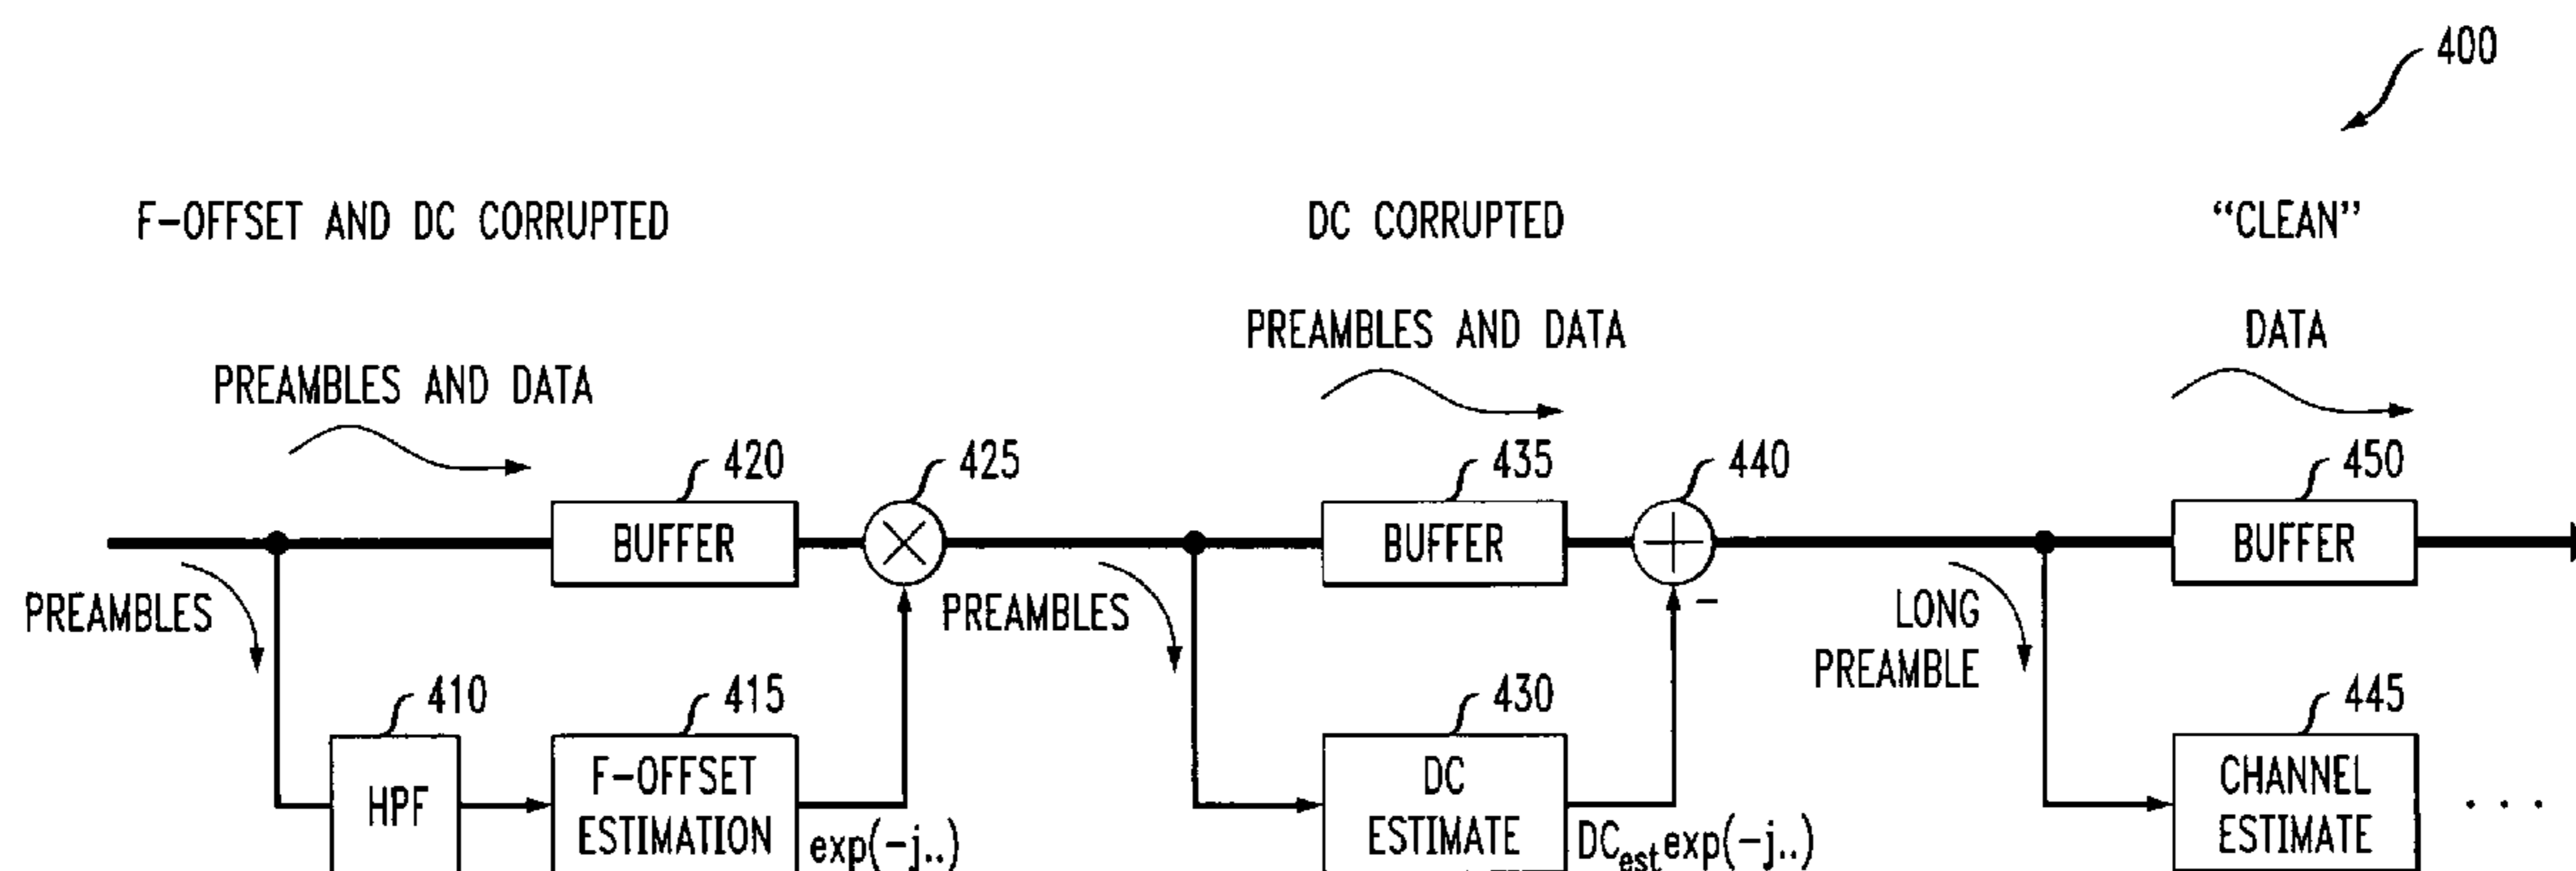 400
F-OFFSET AND DC CORRUPTED
DC CORRUPTED
“CLEAN”
PREAMBLES AND DATA
PREAMBLES AND DATA
DATA
420
425
435
440
450
BUFFER
BUFFER
BUFFER
PREAMBLES
PREAMBLES
-
LONG
PREAMBLE
410
415
430
445
HPF
F-OFFSET
ESTIMATION
exp(-j..)
DC
ESTIMATE
DCest exp(-j..)
CHANNEL
ESTIMATE
. . .